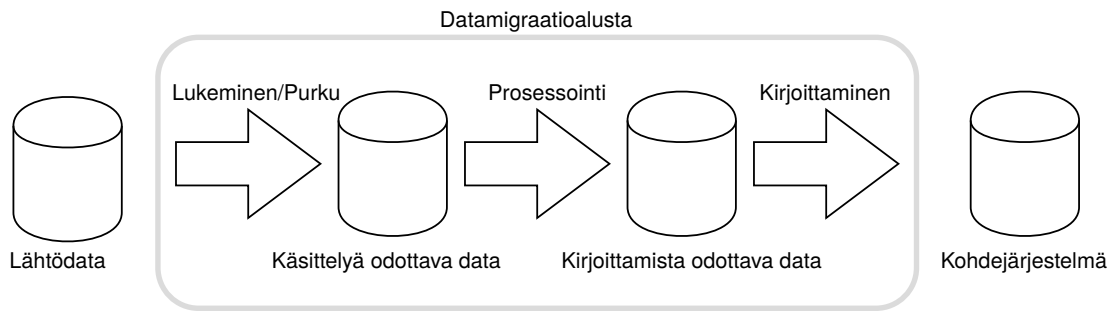 Datamigraatioalusta
Lukeminen/Purku
Prosessointi
Kirjoittaminen
Lähtödata
Käsittelyä odottava data
Kirjoittamista odottava data
Kohdejärjestelmä